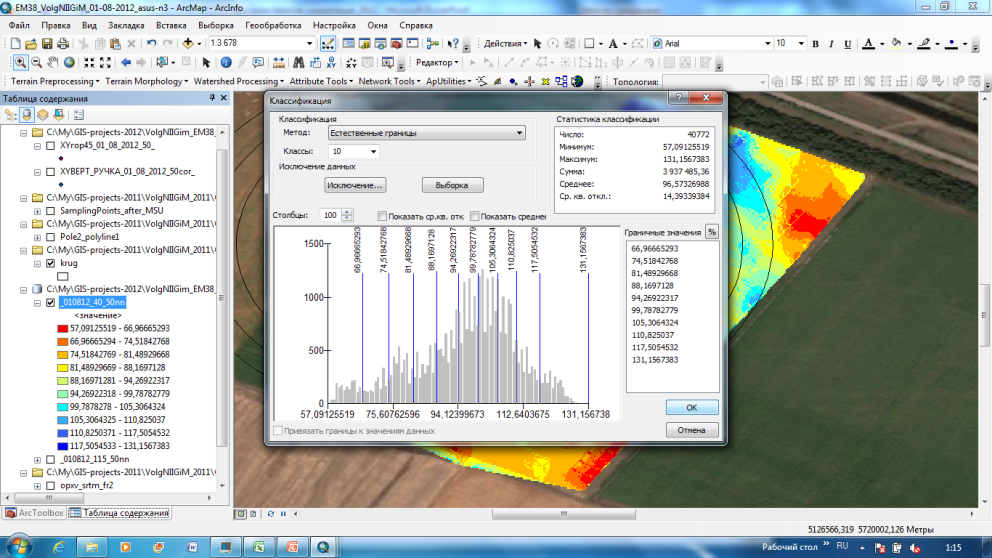 EM38_VolgNIIGiM_01-08-2012_asus-n3 - ArcMap - ArcInfo
Файл Правка Вид Закладка Вставка Выборка Геообработка Настройка Окна Справка
1:3 678
Действия
Arial
10
B I U A
Редактор
Terrain Preprocessing Terrain Morphology Watershed Processing Attribute Tools Network Tools ApUtilities
Топология:
Таблица содержания
C:\My\GIS-projects-2012\VolgNIIGim_EM38_
XYгор45_01_08_2012_50_
XYВЕРТ_РУЧКА_01_08_2012_50cor_
C:\My\GIS-projects-2012\VolgNIIGiM_2011\
SamplingPoints_after_MSU
C:\My\GIS-projects-2012\VolgNIIGiM_2011\
Pole2_polyline1
C:\My\GIS-projects-2012\VolgNIIGiM_2011\
krug
C:\My\GIS-projects-2012\VolgNIIGim_EM38_
_010812_40_50nn
<значение>
57,09125519 - 66,96665293
66,96665294 - 74,51842768
74,51842769 - 81,48929668
81,48929669 - 88,1697128
88,16971281 - 94,26922317
94,26922318 - 99,78782779
99,7878278 - 105,3064324
105,3064325 - 110,825037
110,8250371 - 117,5054532
117,5054533 - 131,1567383
_010812_115_50nn
C:\My\GIS-projects-2012\VolgNIIGiM_2011\
opxv_srtm_fr2
ArcToolbox
Таблица содержания
Классификация
Классификация
Метод:
Естественные границы
Классы:
10
Исключение данных
Исключение...
Выборка
Столбцы:
100
Показать ср.кв. отк
Показать среднее
Статистика классификации
Число: 40772
Минимум: 57,09125519
Максимум: 131,1567383
Сумма: 3 937 485,36
Среднее: 96,57326988
Ср. кв. откл.: 14,39339384
Граничные значения
%
66,96665293
74,51842768
81,48929668
88,1697128
94,26922317
99,78782779
105,3064324
110,825037
117,5054532
131,1567383
1500
1000
500
0
66,96665293
74,51842768
81,48929668
88,1697128
94,26922317
99,78782779
105,3064324
110,825037
117,5054532
131,1567383
57,09125519 75,60762596 94,12399673 112,6403675 131,156738
Привязать границы к значениям данных
OK
Отмена
5126566,319 5720002,126 Метры
Рабочий стол
RU
1:15